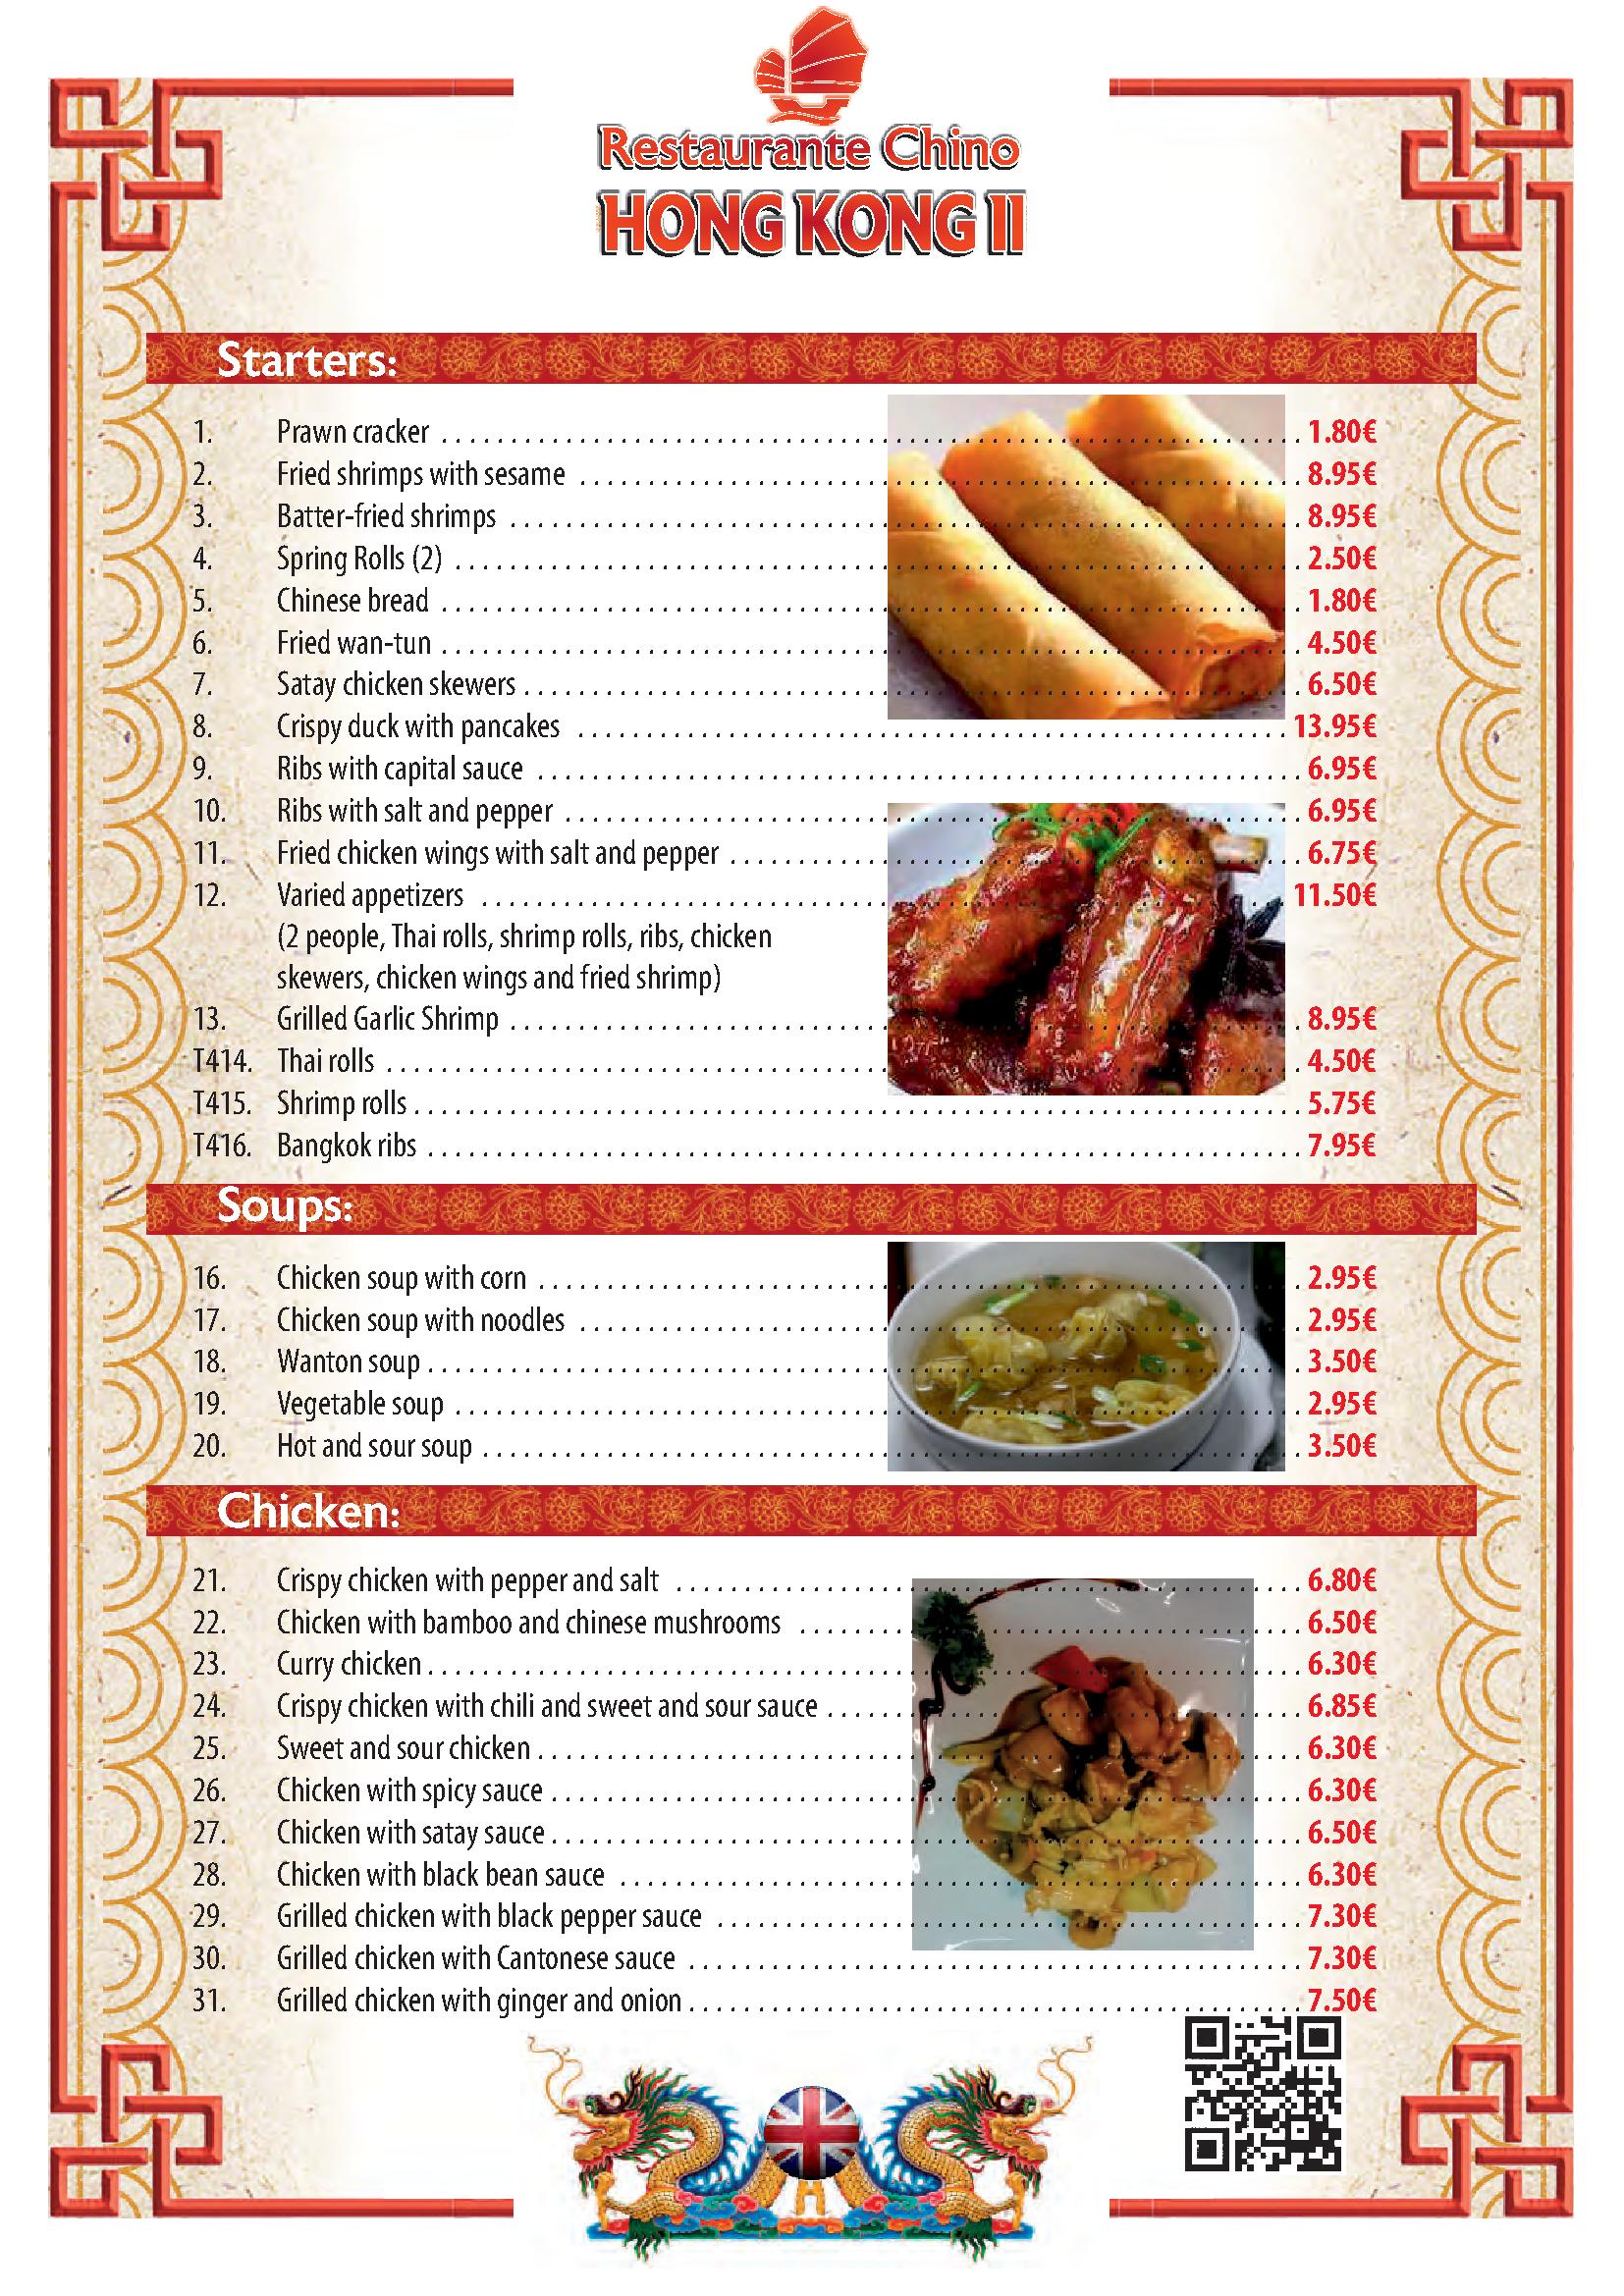 Restaurante Chino
HONG KONG II
Starters:
1. Prawn cracker 1.80€
2. Fried shrimps with sesame 8.95€
3. Batter-fried shrimps 8.95€
4. Spring Rolls (2) 2.50€
5. Chinese bread 1.80€
6. Fried wan-tun 4.50€
7. Satay chicken skewers 6.50€
8. Crispy duck with pancakes 13.95€
9. Ribs with capital sauce 6.95€
10. Ribs with salt and pepper 6.95€
11. Fried chicken wings with salt and pepper 6.75€
12. Varied appetizers 11.50€
(2 people, Thai rolls, shrimp rolls, ribs, chicken
skewers, chicken wings and fried shrimp)
13. Grilled Garlic Shrimp 8.95€
T414. Thai rolls 4.50€
T415. Shrimp rolls 5.75€
T416. Bangkok ribs 7.95€
Soups:
16. Chicken soup with corn 2.95€
17. Chicken soup with noodles 2.95€
18. Wanton soup 3.50€
19. Vegetable soup 2.95€
20. Hot and sour soup 3.50€
Chicken:
21. Crispy chicken with pepper and salt 6.80€
22. Chicken with bamboo and chinese mushrooms 6.50€
23. Curry chicken 6.30€
24. Crispy chicken with chili and sweet and sour sauce 6.85€
25. Sweet and sour chicken 6.30€
26. Chicken with spicy sauce 6.30€
27. Chicken with satay sauce 6.50€
28. Chicken with black bean sauce 6.30€
29. Grilled chicken with black pepper sauce 7.30€
30. Grilled chicken with Cantonese sauce 7.30€
31. Grilled chicken with ginger and onion 7.50€